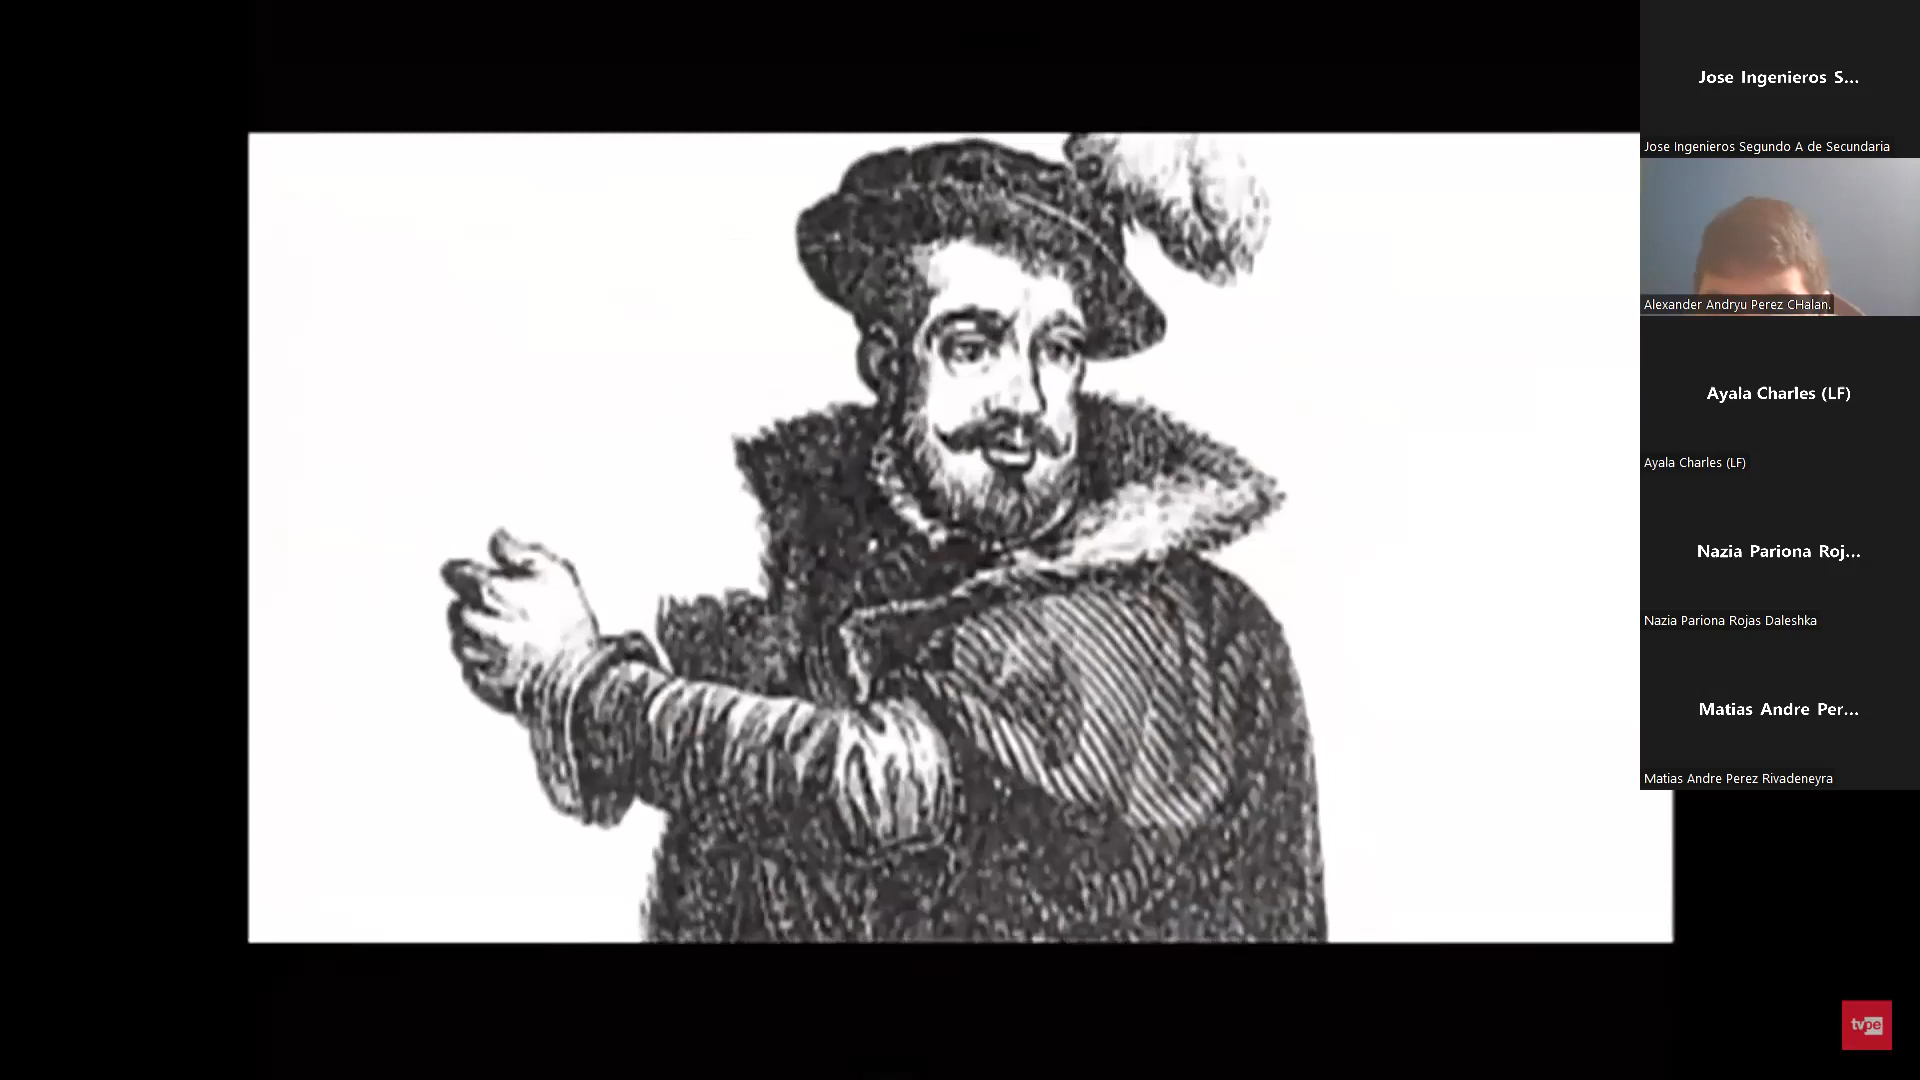 Jose Ingenieros S...
Jose Ingenieros Segundo A de Secundaria
Alexander Andryu Perez CHalan.
Ayala Charles (LF)
Ayala Charles (LF)
Nazia Pariona Roj...
Nazia Pariona Rojas Daleshka
Matias Andre Per...
Matias Andre Perez Rivadeneyra
tvpe